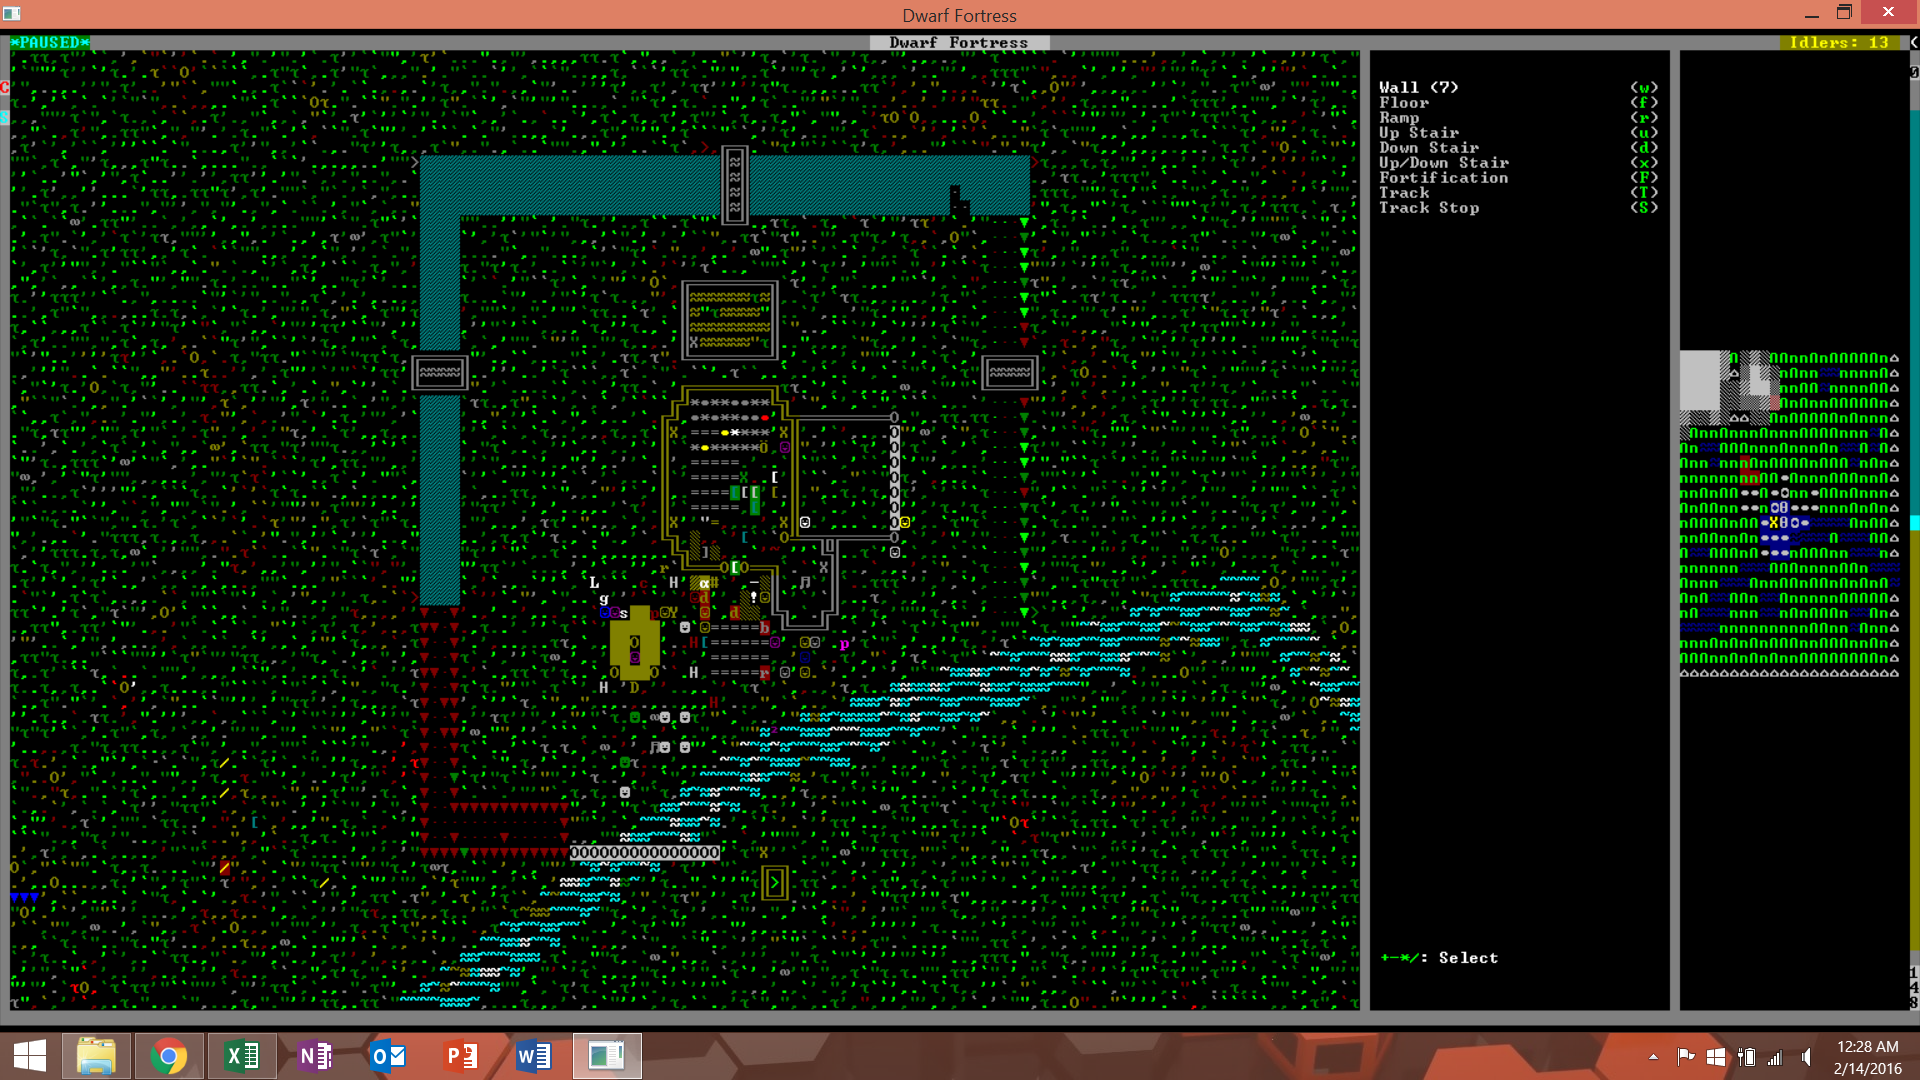 Dwarf Fortress
*PAUSED*
Dwarf Fortress
Idlers: 13
Wall (7) (w)
Floor (f)
Ramp (r)
Up Stair (u)
Down Stair (d)
Up/Down Stair (x)
Fortification (F)
Track (T)
Track Stop (S)
+-*/: Select
12:28 AM
2/14/2016